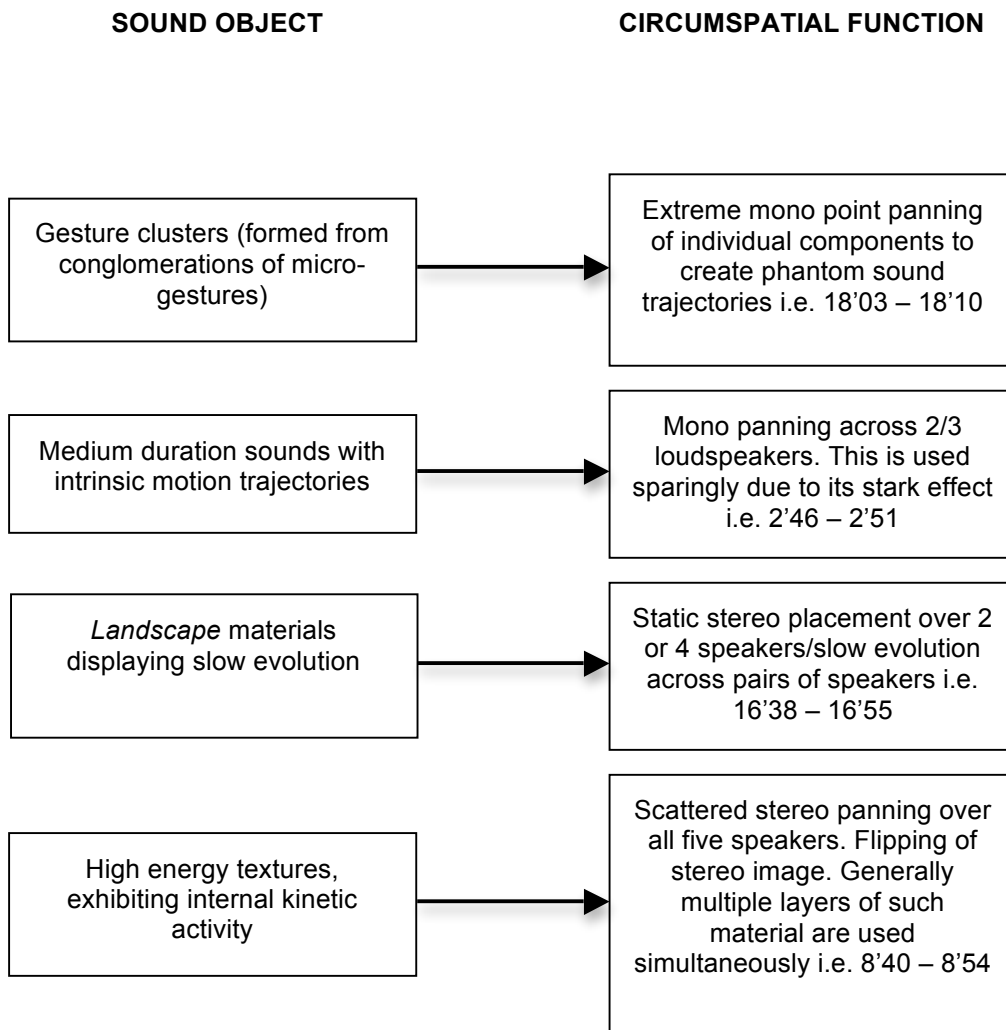 SOUND OBJECT
CIRCUMSPATIAL FUNCTION
Gesture clusters (formed from
conglomerations of micro-
gestures)
Extreme mono point panning
of individual components to
create phantom sound
trajectories i.e. 18’03 – 18’10
Medium duration sounds with
intrinsic motion trajectories
Mono panning across 2/3
loudspeakers. This is used
sparingly due to its stark effect
i.e. 2’46 – 2’51
Landscape materials
displaying slow evolution
Static stereo placement over 2
or 4 speakers/slow evolution
across pairs of speakers i.e.
16’38 – 16’55
High energy textures,
exhibiting internal kinetic
activity
Scattered stereo panning over
all five speakers. Flipping of
stereo image. Generally
multiple layers of such
material are used
simultaneously i.e. 8’40 – 8’54